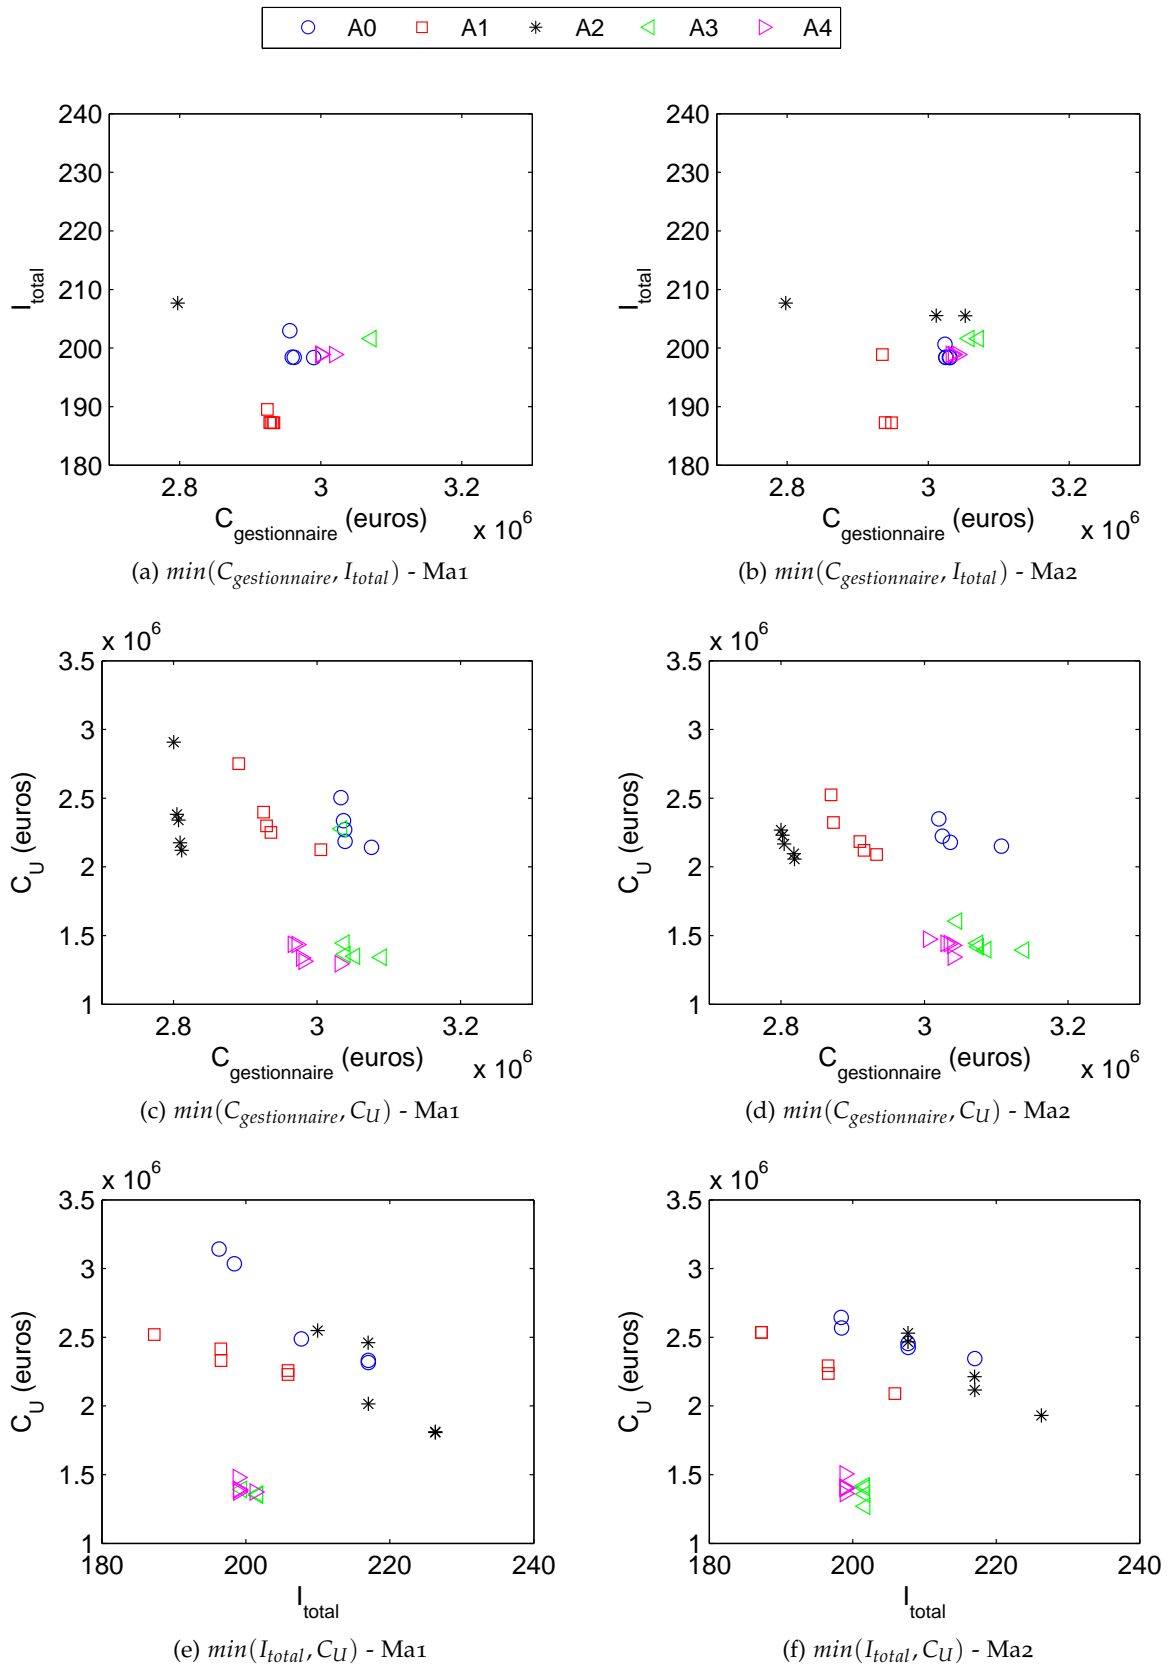 A0 A1 A2 A3 A4
240 240
230 230
220 220
210 210
200 200
190 190
180 180
I_total I_total
2.8 3 3.2 2.8 3 3.2
C_gestionnaire (euros) x 10^6 C_gestionnaire (euros) x 10^6
(a) min(C_gestionnaire, I_total) - Ma1 (b) min(C_gestionnaire, I_total) - Ma2
x 10^6 x 10^6
3.5 3.5
3 3
2.5 2.5
2 2
1.5 1.5
1 1
C_U (euros) C_U (euros)
2.8 3 3.2 2.8 3 3.2
C_gestionnaire (euros) x 10^6 C_gestionnaire (euros) x 10^6
(c) min(C_gestionnaire, C_U) - Ma1 (d) min(C_gestionnaire, C_U) - Ma2
x 10^6 x 10^6
3.5 3.5
3 3
2.5 2.5
2 2
1.5 1.5
1 1
C_U (euros) C_U (euros)
180 200 220 240 180 200 220 240
I_total I_total
(e) min(I_total, C_U) - Ma1 (f) min(I_total, C_U) - Ma2